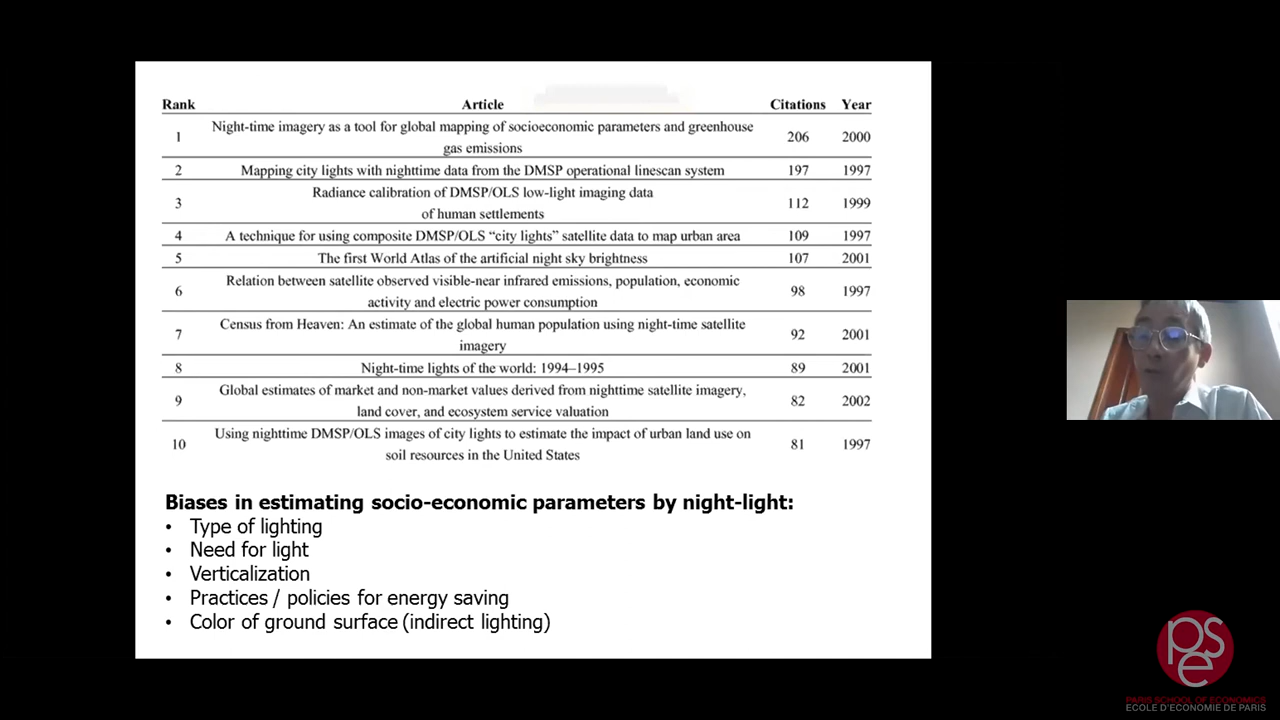 Rank Article Citations Year
Night-time imagery as a tool for global mapping of socioeconomic parameters and greenhouse
1 gas emissions 206 2000
2 Mapping city lights with nighttime data from the DMSP operational linescan system 197 1997
Radiance calibration of DMSP/OLS low-light imaging data
3 of human settlements 112 1999
4 A technique for using composite DMSP/OLS “city lights” satellite data to map urban area 109 1997
5 The first World Atlas of the artificial night sky brightness 107 2001
Relation between satellite observed visible-near infrared emissions, population, economic
6 activity and electric power consumption 98 1997
Census from Heaven: An estimate of the global human population using night-time satellite
7 imagery 92 2001
8 Night-time lights of the world: 1994–1995 89 2001
Global estimates of market and non-market values derived from nighttime satellite imagery,
9 land cover, and ecosystem service valuation 82 2002
Using nighttime DMSP/OLS images of city lights to estimate the impact of urban land use on
10 soil resources in the United States 81 1997
Biases in estimating socio-economic parameters by night-light:
• Type of lighting
• Need for light
• Verticalization
• Practices / policies for energy saving
• Color of ground surface (indirect lighting)
pse
PARIS SCHOOL OF ECONOMICS
ECOLE D'ECONOMIE DE PARIS